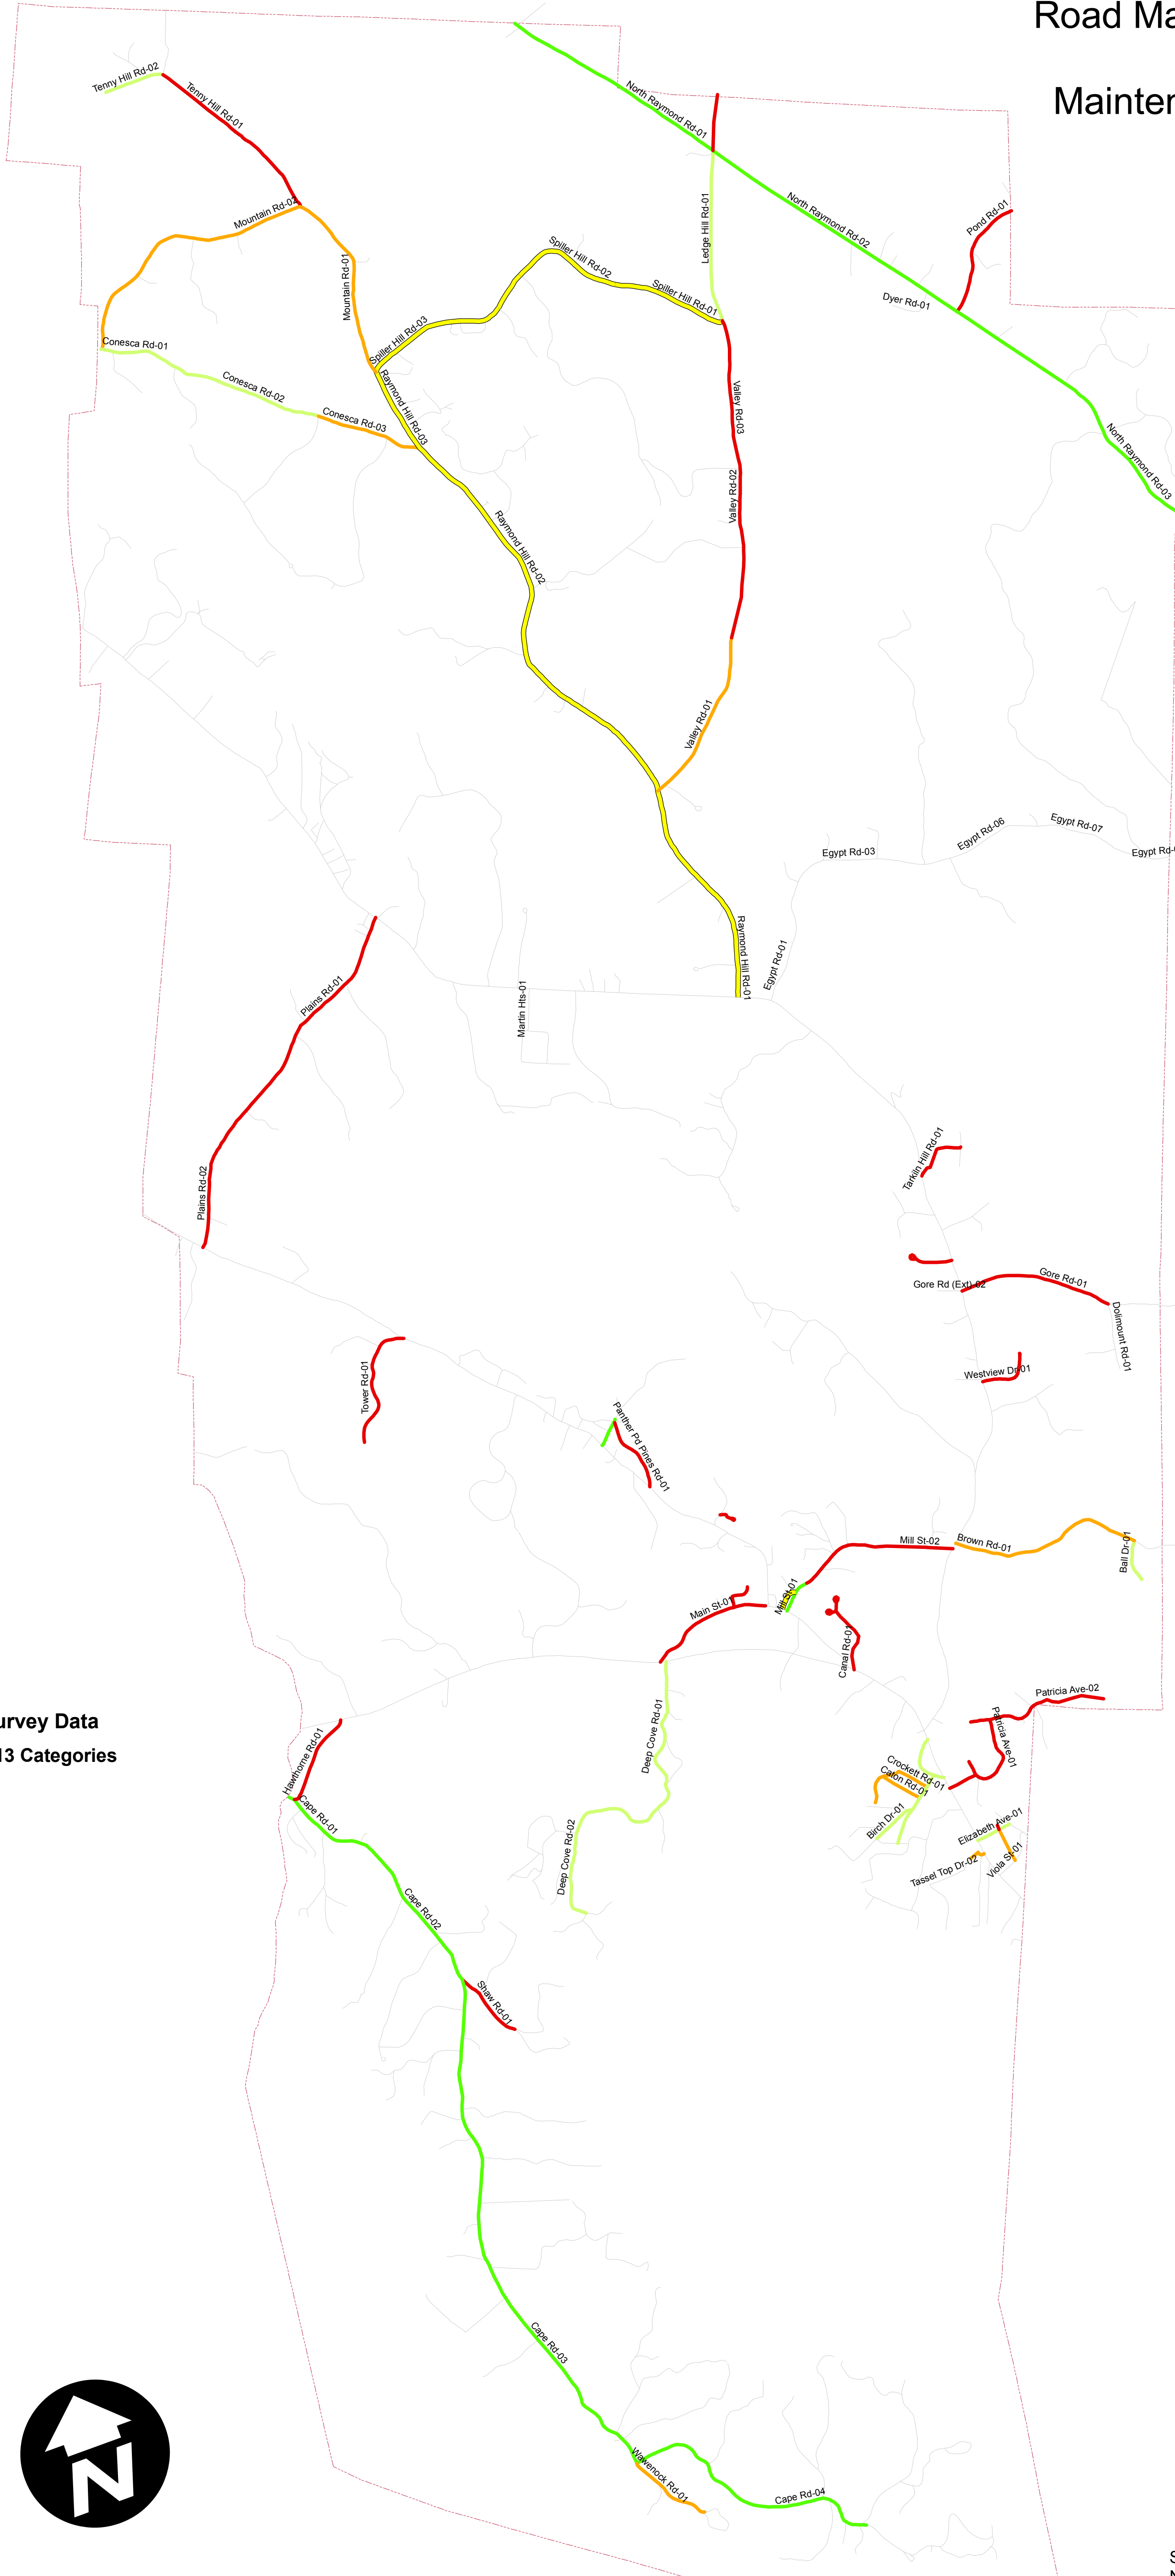 Road Ma
Mainten
Tenny Hill Rd-02
Tenny Hill Rd-01
North Raymond Rd-01
Mountain Rd-02
Ledge Hill Rd-01
North Raymond Rd-02
Pond Rd-01
Mountain Rd-01
Spiller Hill Rd-02
Spiller Hill Rd-01
Dyer Rd-01
Conesca Rd-01
Spiller Hill Rd-03
Conesca Rd-02
Raymond Hill Rd-03
Conesca Rd-03
Valley Rd-03
North Raymond Rd-03
Valley Rd-02
Raymond Hill Rd-02
Valley Rd-01
Egypt Rd-03
Egypt Rd-06
Egypt Rd-07
Egypt Rd-
Raymond Hill Rd-01
Egypt Rd-01
Plains Rd-01
Martin Hts-01
Tarkiln Hill Rd-01
Plains Rd-02
Gore Rd (Ext)-02
Gore Rd-01
Dolimount Rd-01
Tower Rd-01
Westview Dr-01
Panther Pd Pines Rd-01
Mill St-02
Brown Rd-01
Ball Dr-01
Mill St-01
Main St-01
Canal Rd-01
Patricia Ave-02
Patricia Ave-01
urvey Data
13 Categories
Hawthorne Rd-01
Deep Cove Rd-01
Crockett Rd-01
Cafon Rd-01
Cape Rd-01
Birch Dr-01
Elizabeth Ave-01
Deep Cove Rd-02
Tassel Top Dr-02
Viola St-01
Cape Rd-02
Shaw Rd-01
Cape Rd-03
Wawenock Rd-01
Cape Rd-04
N